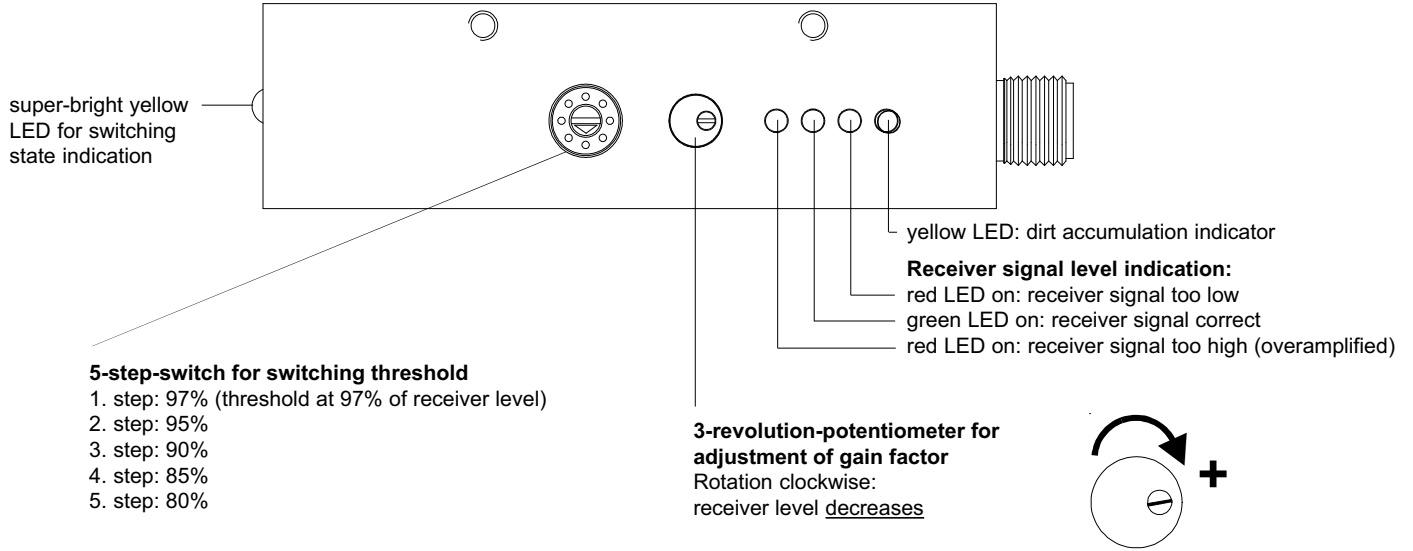 super-bright yellow
LED for switching
state indication
yellow LED: dirt accumulation indicator
Receiver signal level indication:
red LED on: receiver signal too low
green LED on: receiver signal correct
red LED on: receiver signal too high (overamplified)
5-step-switch for switching threshold
1. step: 97% (threshold at 97% of receiver level)
2. step: 95%
3. step: 90%
4. step: 85%
5. step: 80%
3-revolution-potentiometer for
adjustment of gain factor
Rotation clockwise:
receiver level decreases
+